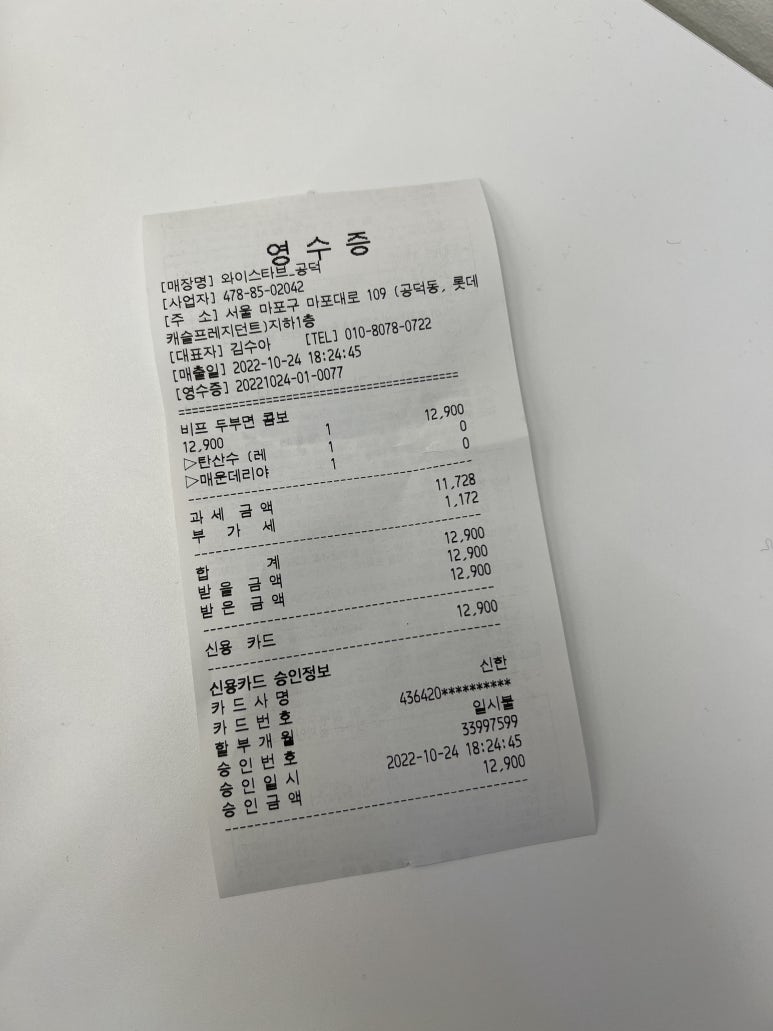 영 수 증
[매장명] 와이스타브_공덕
[사업자] 478-85-02042
[주 소] 서울 마포구 마포대로 109 (공덕동, 롯데
캐슬프레지던트)지하1층
[대표자] 김수아 [TEL] 010-8078-0722
[매출일] 2022-10-24 18:24:45
[영수증] 20221024-01-0077
========================================
비프 두부면 콤보
12,900 1 12,900
▷탄산수 (레 1 0
▷매운데리야 1 0
----------------------------------------
과 세 금 액 11,728
부 가 세 1,172
----------------------------------------
합 계 12,900
받 을 금 액 12,900
받 은 금 액 12,900
----------------------------------------
신용 카드 12,900
----------------------------------------
신용카드 승인정보
카 드 사 명 신한
카 드 번 호 436420**********
할 부 개 월 일시불
승 인 번 호 33997599
승 인 일 시 2022-10-24 18:24:45
승 인 금 액 12,900
----------------------------------------